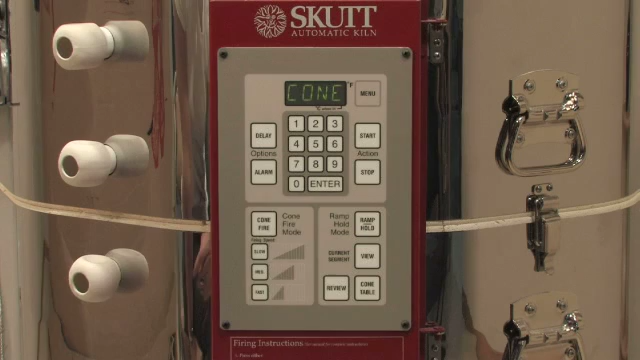 SKUTT
AUTOMATIC KILN
CONE
°F
MENU
1 2 3
4 5 6
7 8 9
0 ENTER
DELAY
Options
ALARM
START
Action
STOP
CONE
FIRE
Cone
Fire
Mode
SLOW
MED.
FAST
Ramp
Hold
Mode
RAMP
HOLD
CURRENT
SEGMENT
VIEW
REVIEW
CONE
TABLE
Firing Instructions